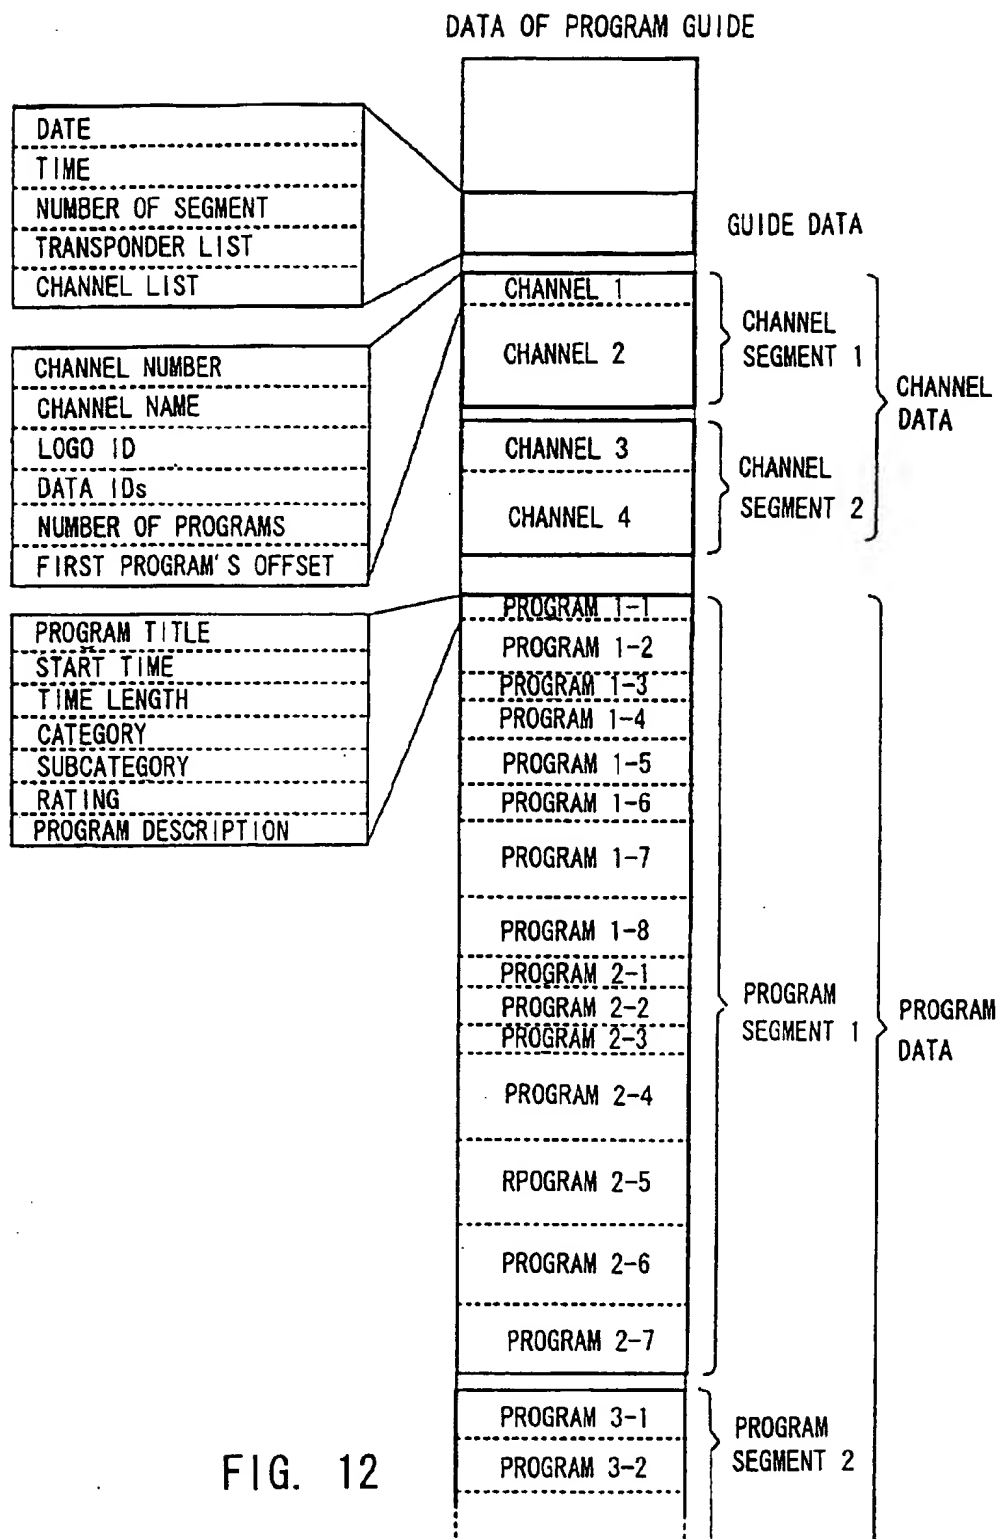 DATA OF PROGRAM GUIDE
DATE
TIME
NUMBER OF SEGMENT
TRANSPONDER LIST
CHANNEL LIST
GUIDE DATA
CHANNEL NUMBER
CHANNEL NAME
LOGO ID
DATA IDs
NUMBER OF PROGRAMS
FIRST PROGRAM'S OFFSET
CHANNEL 1
CHANNEL 2
CHANNEL
SEGMENT 1
CHANNEL 3
CHANNEL 4
CHANNEL
SEGMENT 2
CHANNEL
DATA
PROGRAM TITLE
START TIME
TIME LENGTH
CATEGORY
SUBCATEGORY
RATING
PROGRAM DESCRIPTION
PROGRAM 1-1
PROGRAM 1-2
PROGRAM 1-3
PROGRAM 1-4
PROGRAM 1-5
PROGRAM 1-6
PROGRAM 1-7
PROGRAM 1-8
PROGRAM 2-1
PROGRAM 2-2
PROGRAM 2-3
PROGRAM 2-4
RPOGRAM 2-5
PROGRAM 2-6
PROGRAM 2-7
PROGRAM
SEGMENT 1
PROGRAM
DATA
PROGRAM 3-1
PROGRAM 3-2
PROGRAM
SEGMENT 2
FIG. 12